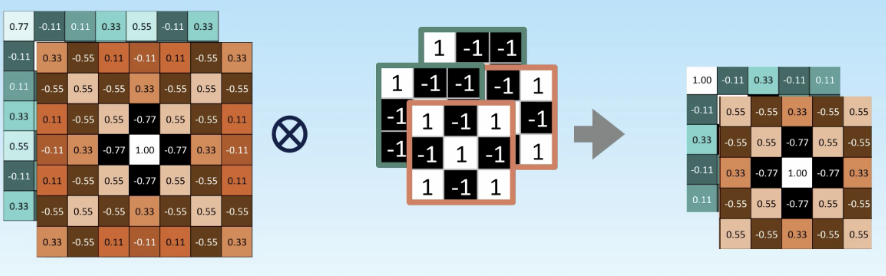 0.77 -0.11 0.11 0.33 0.55 -0.11 0.33
-0.11 0.33 -0.55 0.11 -0.11 0.11 -0.55 0.33
0.11 -0.55 0.55 -0.55 0.33 -0.55 0.55 -0.55
0.33 0.11 -0.55 0.55 -0.77 0.55 -0.55 0.11
0.55 -0.11 0.33 -0.77 1.00 -0.77 0.33 -0.11
-0.11 0.11 -0.55 0.55 -0.77 0.55 -0.55 0.11
0.33 -0.55 0.55 -0.55 0.33 -0.55 0.55 -0.55
0.33 -0.55 0.11 -0.11 0.11 -0.55 0.33
⊗
1 -1 -1
1 -1 -1 -1 1
-1 1 -1 1 -1
-1 -1 1 -1 1
1 -1 1
1.00 -0.11 0.33 -0.11 0.11
-0.11 0.55 -0.55 0.33 -0.55 0.55
0.33 -0.55 0.55 -0.77 0.55 -0.55
-0.11 0.33 -0.77 1.00 -0.77 0.33
0.11 -0.55 0.55 -0.77 0.55 -0.55
0.55 -0.55 0.33 -0.55 0.55